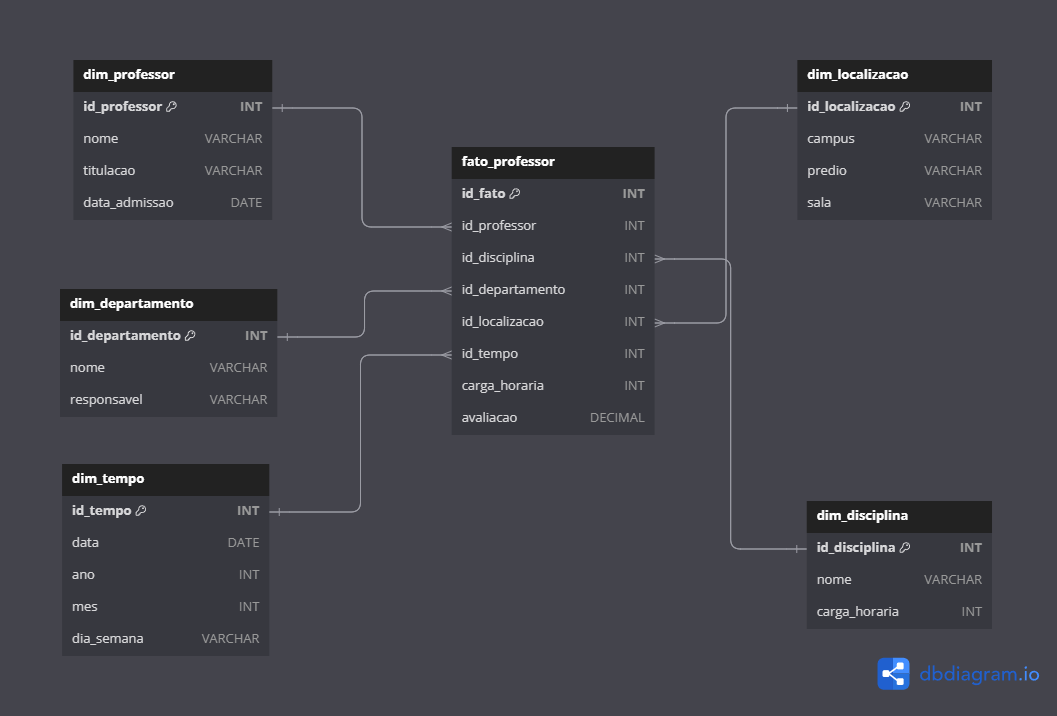 dim_professor
id_professor INT
nome VARCHAR
titulacao VARCHAR
data_admissao DATE
dim_departamento
id_departamento INT
nome VARCHAR
responsavel VARCHAR
dim_tempo
id_tempo INT
data DATE
ano INT
mes INT
dia_semana VARCHAR
fato_professor
id_fato INT
id_professor INT
id_disciplina INT
id_departamento INT
id_localizacao INT
id_tempo INT
carga_horaria INT
avaliacao DECIMAL
dim_localizacao
id_localizacao INT
campus VARCHAR
predio VARCHAR
sala VARCHAR
dim_disciplina
id_disciplina INT
nome VARCHAR
carga_horaria INT
dbdiagram.io